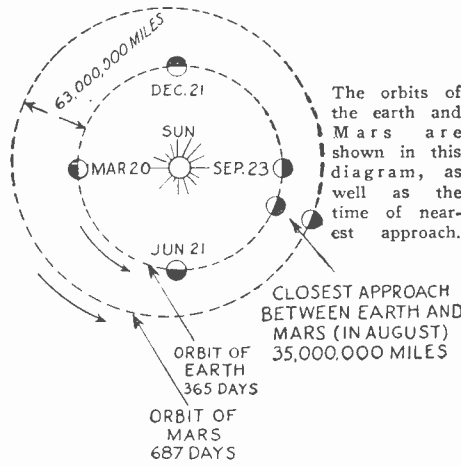 63,000,000 MILES
DEC. 21
SUN
MAR 20
SEP. 23
JUN 21
The orbits of
the earth and
Mars are
shown in this
diagram, as
well as the
time of near-
est approach.
CLOSEST APPROACH
BETWEEN EARTH AND
MARS (IN AUGUST)
35,000,000 MILES
ORBIT OF
EARTH
365 DAYS
ORBIT OF
MARS
687 DAYS